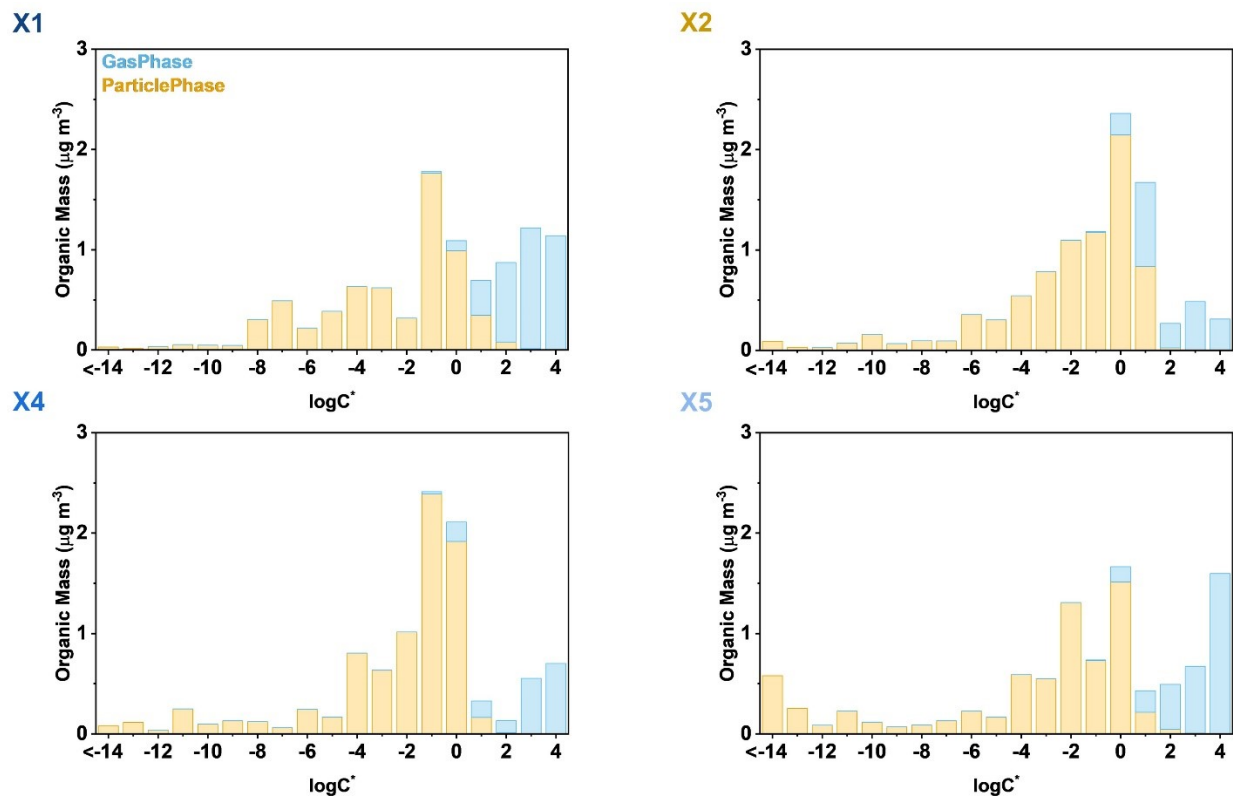 X1
3
GasPhase
ParticlePhase
2
1
0
Organic Mass (μg m-3)
<-14 -12 -10 -8 -6 -4 -2 0 2 4
logC*
X2
3
2
1
0
Organic Mass (μg m-3)
<-14 -12 -10 -8 -6 -4 -2 0 2 4
logC*
X4
3
2
1
0
Organic Mass (μg m-3)
<-14 -12 -10 -8 -6 -4 -2 0 2 4
logC*
X5
3
2
1
0
Organic Mass (μg m-3)
<-14 -12 -10 -8 -6 -4 -2 0 2 4
logC*